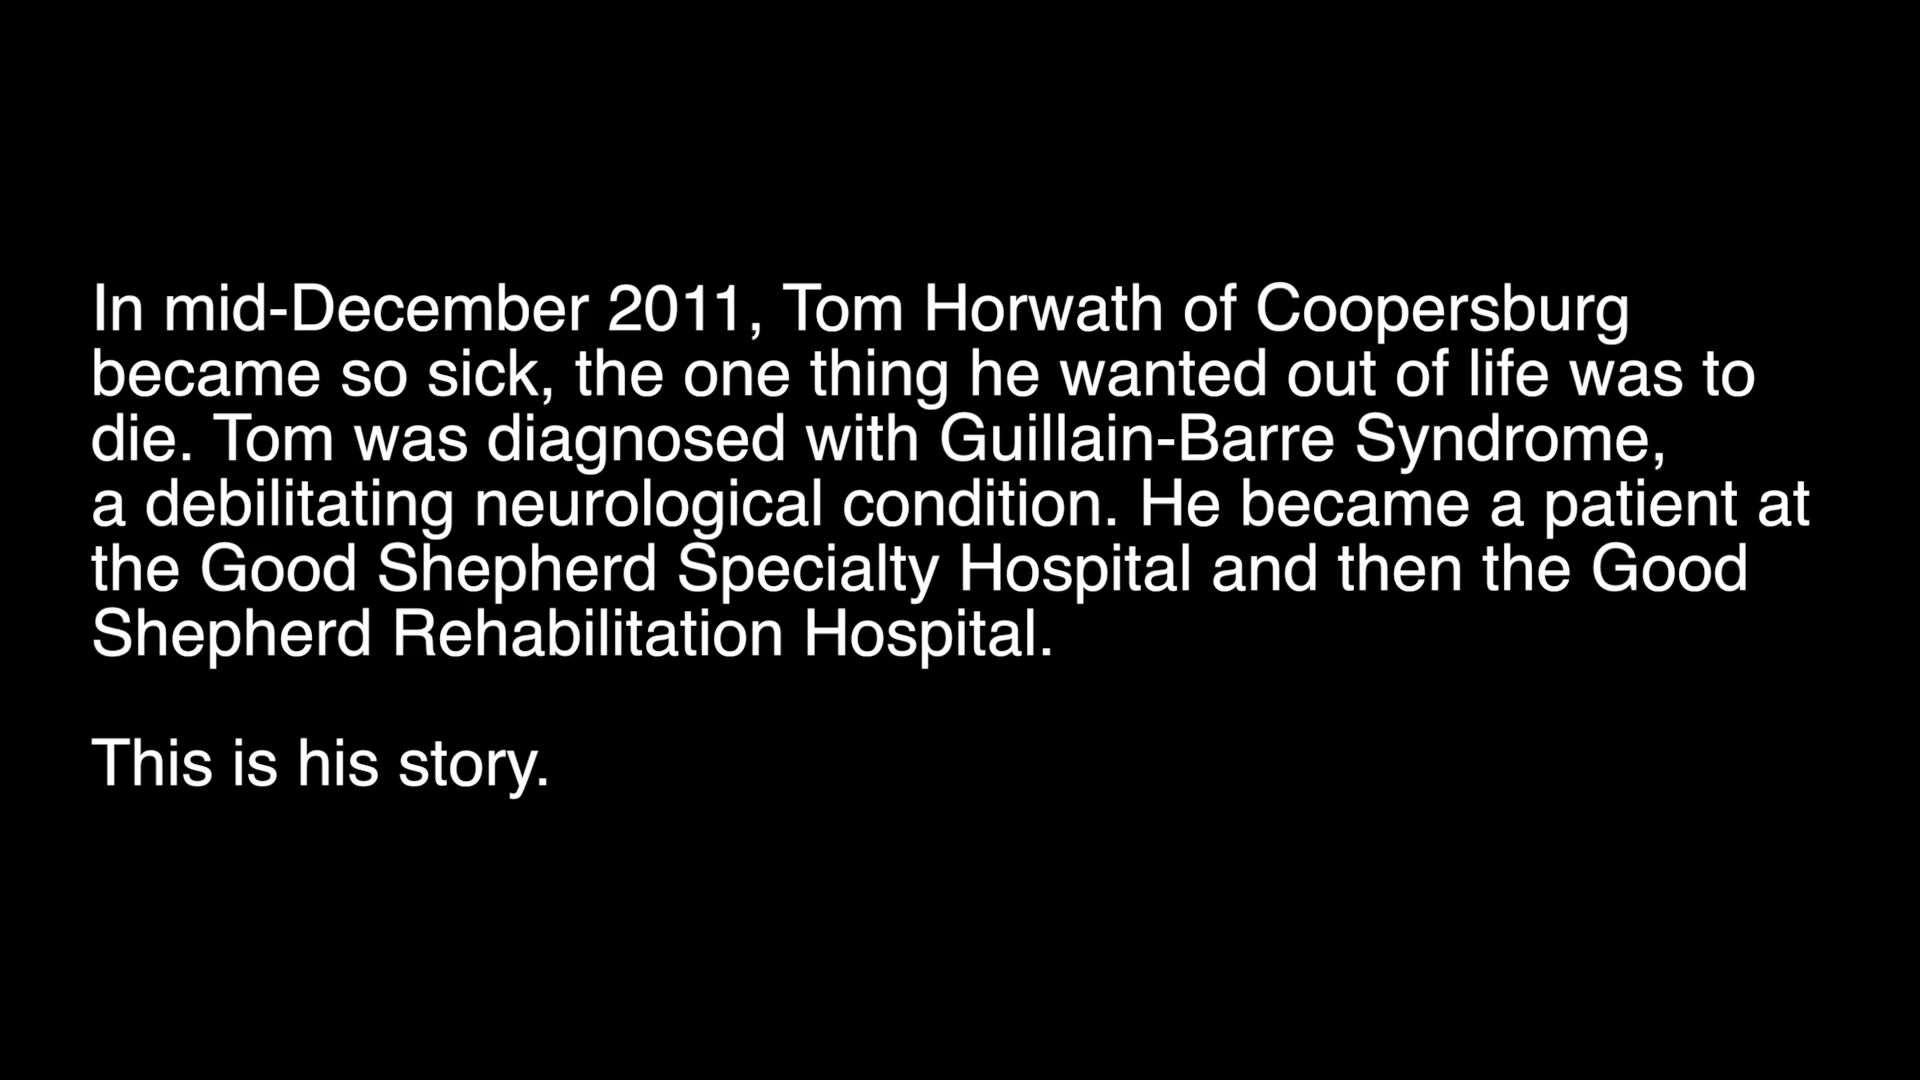 In mid-December 2011, Tom Horwath of Coopersburg
became so sick, the one thing he wanted out of life was to
die. Tom was diagnosed with Guillain-Barre Syndrome,
a debilitating neurological condition. He became a patient at
the Good Shepherd Specialty Hospital and then the Good
Shepherd Rehabilitation Hospital.
This is his story.